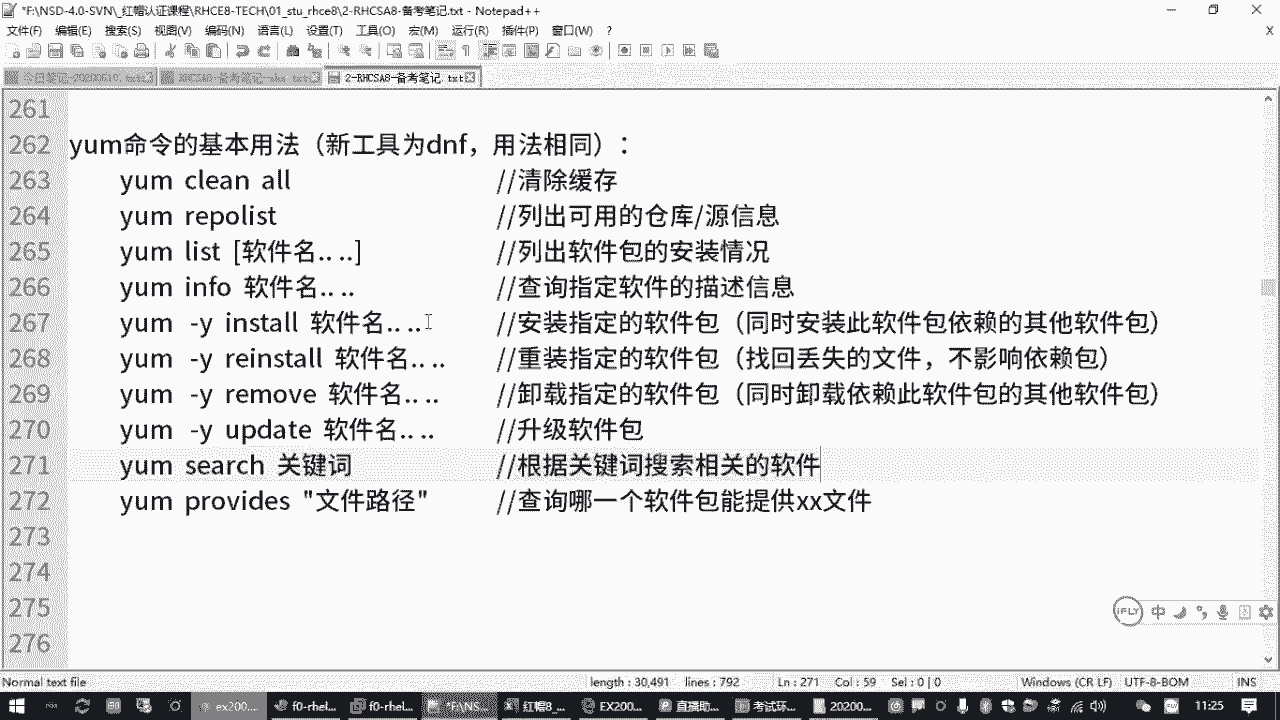 *F:\NSD-4.0-SVN\_红帽认证课程\RHCE8-TECH\01_stu_rhce8\2-RHCSA8-备考笔记.txt - Notepad++
文件(F) 编辑(E) 搜索(S) 视图(V) 编码(N) 语言(L) 设置(T) 工具(O) 宏(M) 运行(R) 插件(P) 窗口(W) ? X
2-RHCSA8-备考笔记.txt
261
262 yum命令的基本用法（新工具为dnf，用法相同）：
263 yum clean all //清除缓存
264 yum repolist //列出可用的仓库/源信息
265 yum list [软件名.. ..] //列出软件包的安装情况
266 yum info 软件名.. .. //查询指定软件的描述信息
267 yum -y install 软件名.. .. //安装指定的软件包（同时安装此软件包依赖的其他软件包）
268 yum -y reinstall 软件名.. .. //重装指定的软件包（找回丢失的文件，不影响依赖包）
269 yum -y remove 软件名.. .. //卸载指定的软件包（同时卸载依赖此软件包的其他软件包）
270 yum -y update 软件名.. .. //升级软件包
271 yum search 关键词 //根据关键词搜索相关的软件
272 yum provides "文件路径" //查询哪一个软件包能提供xx文件
273
274
275
276
iFLY 中
Normal text file length : 30,491 lines : 792 Ln : 271 Col : 59 Sel : 0 | 0 Windows (CR LF) UTF-8-BOM INS
ex200... f0-rhel... f0-rhel... *F:\NS... 红帽8_... EX200... 直播助... 考试环... 20200... 11:25